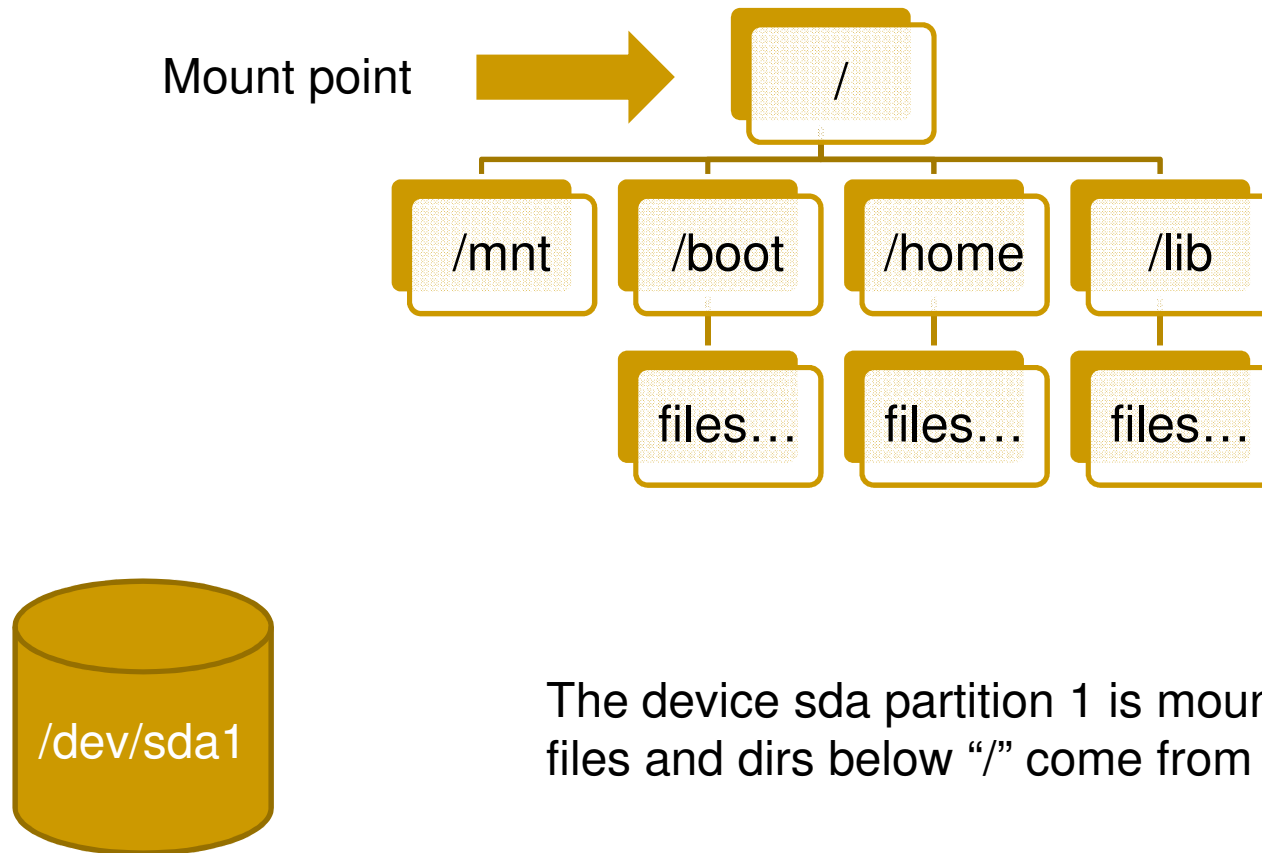 Mount point
/
/mnt
/boot
/home
/lib
files…
files…
files…
/dev/sda1
The device sda partition 1 is
files and dirs below “/” come from